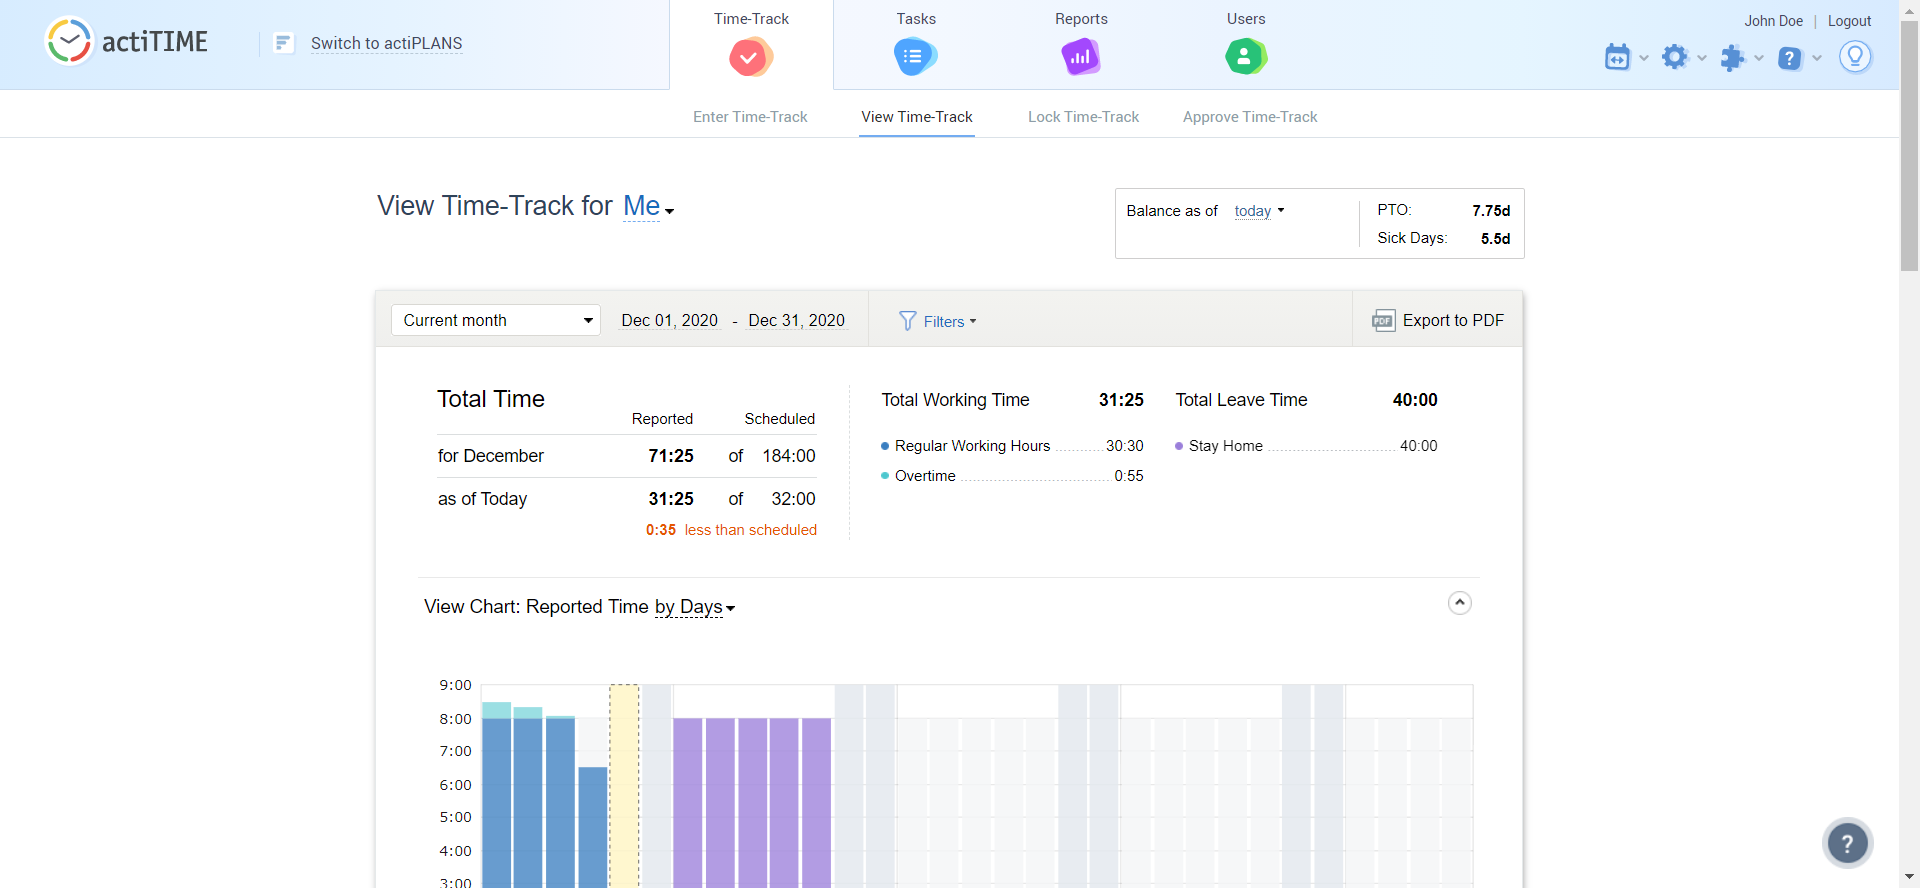 actiTIME
Switch to actiPLANS
Time-Track
Tasks
Reports
Users
John Doe | Logout
Enter Time-Track
View Time-Track
Lock Time-Track
Approve Time-Track
View Time-Track for Me
Balance as of today
PTO: 7.75d
Sick Days: 5.5d
Current month
Dec 01, 2020 - Dec 31, 2020
Filters
PDF
Export to PDF
Total Time
Reported Scheduled
for December 71:25 of 184:00
as of Today 31:25 of 32:00
0:35 less than scheduled
Total Working Time 31:25
Regular Working Hours 30:30
Overtime 0:55
Total Leave Time 40:00
Stay Home 40:00
View Chart: Reported Time by Days
9:00
8:00
7:00
6:00
5:00
4:00
3:00
?
?